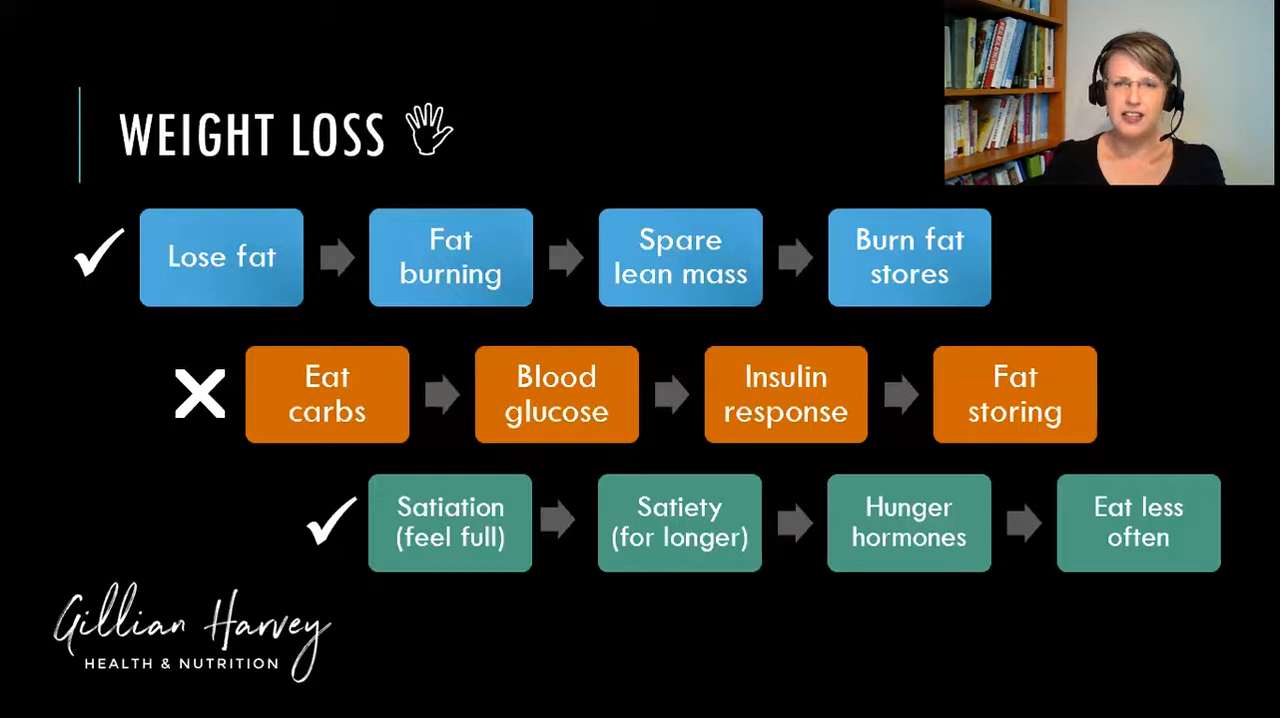 WEIGHT LOSS
Lose fat
Fat
burning
Spare
lean mass
Burn fat
stores
Eat
carbs
Blood
glucose
Insulin
response
Fat
storing
Satiation
(feel full)
Satiety
(for longer)
Hunger
hormones
Eat less
often
Gillian Harvey
HEALTH & NUTRITION